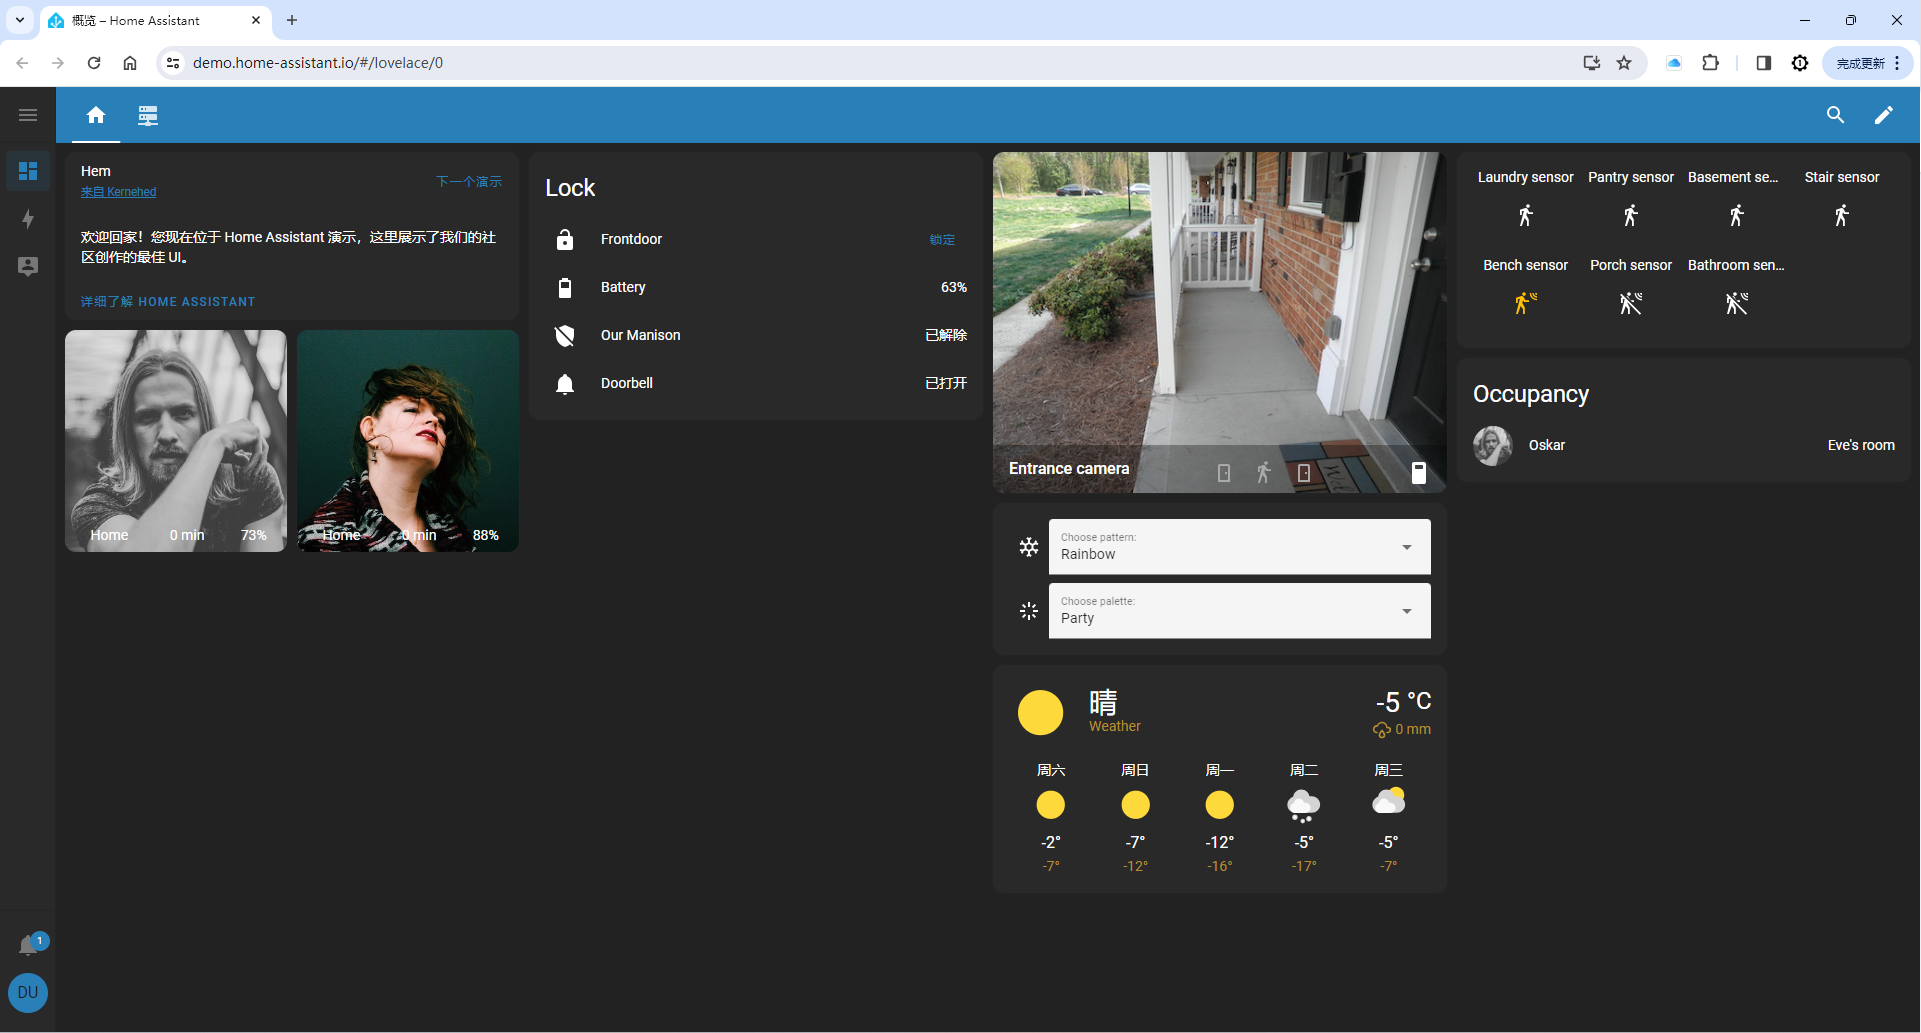 概览 – Home Assistant
demo.home-assistant.io/#/lovelace/0
完成更新
Hem
来自 Kernehed
下一个演示
欢迎回家！您现在位于 Home Assistant 演示，这里展示了我们的社
区创作的最佳 UI。
详细了解 HOME ASSISTANT
Home 0 min 73%
Home 0 min 88%
Lock
Frontdoor 锁定
Battery 63%
Our Manison 已解除
Doorbell 已打开
Entrance camera
Choose pattern:
Rainbow
Choose palette:
Party
晴
Weather
-5 °C
0 mm
周六 周日 周一 周二 周三
-2° -7° -12° -5° -5°
-7° -12° -16° -17° -7°
Laundry sensor Pantry sensor Basement se... Stair sensor
Bench sensor Porch sensor Bathroom sen...
Occupancy
Oskar Eve's room
1
DU